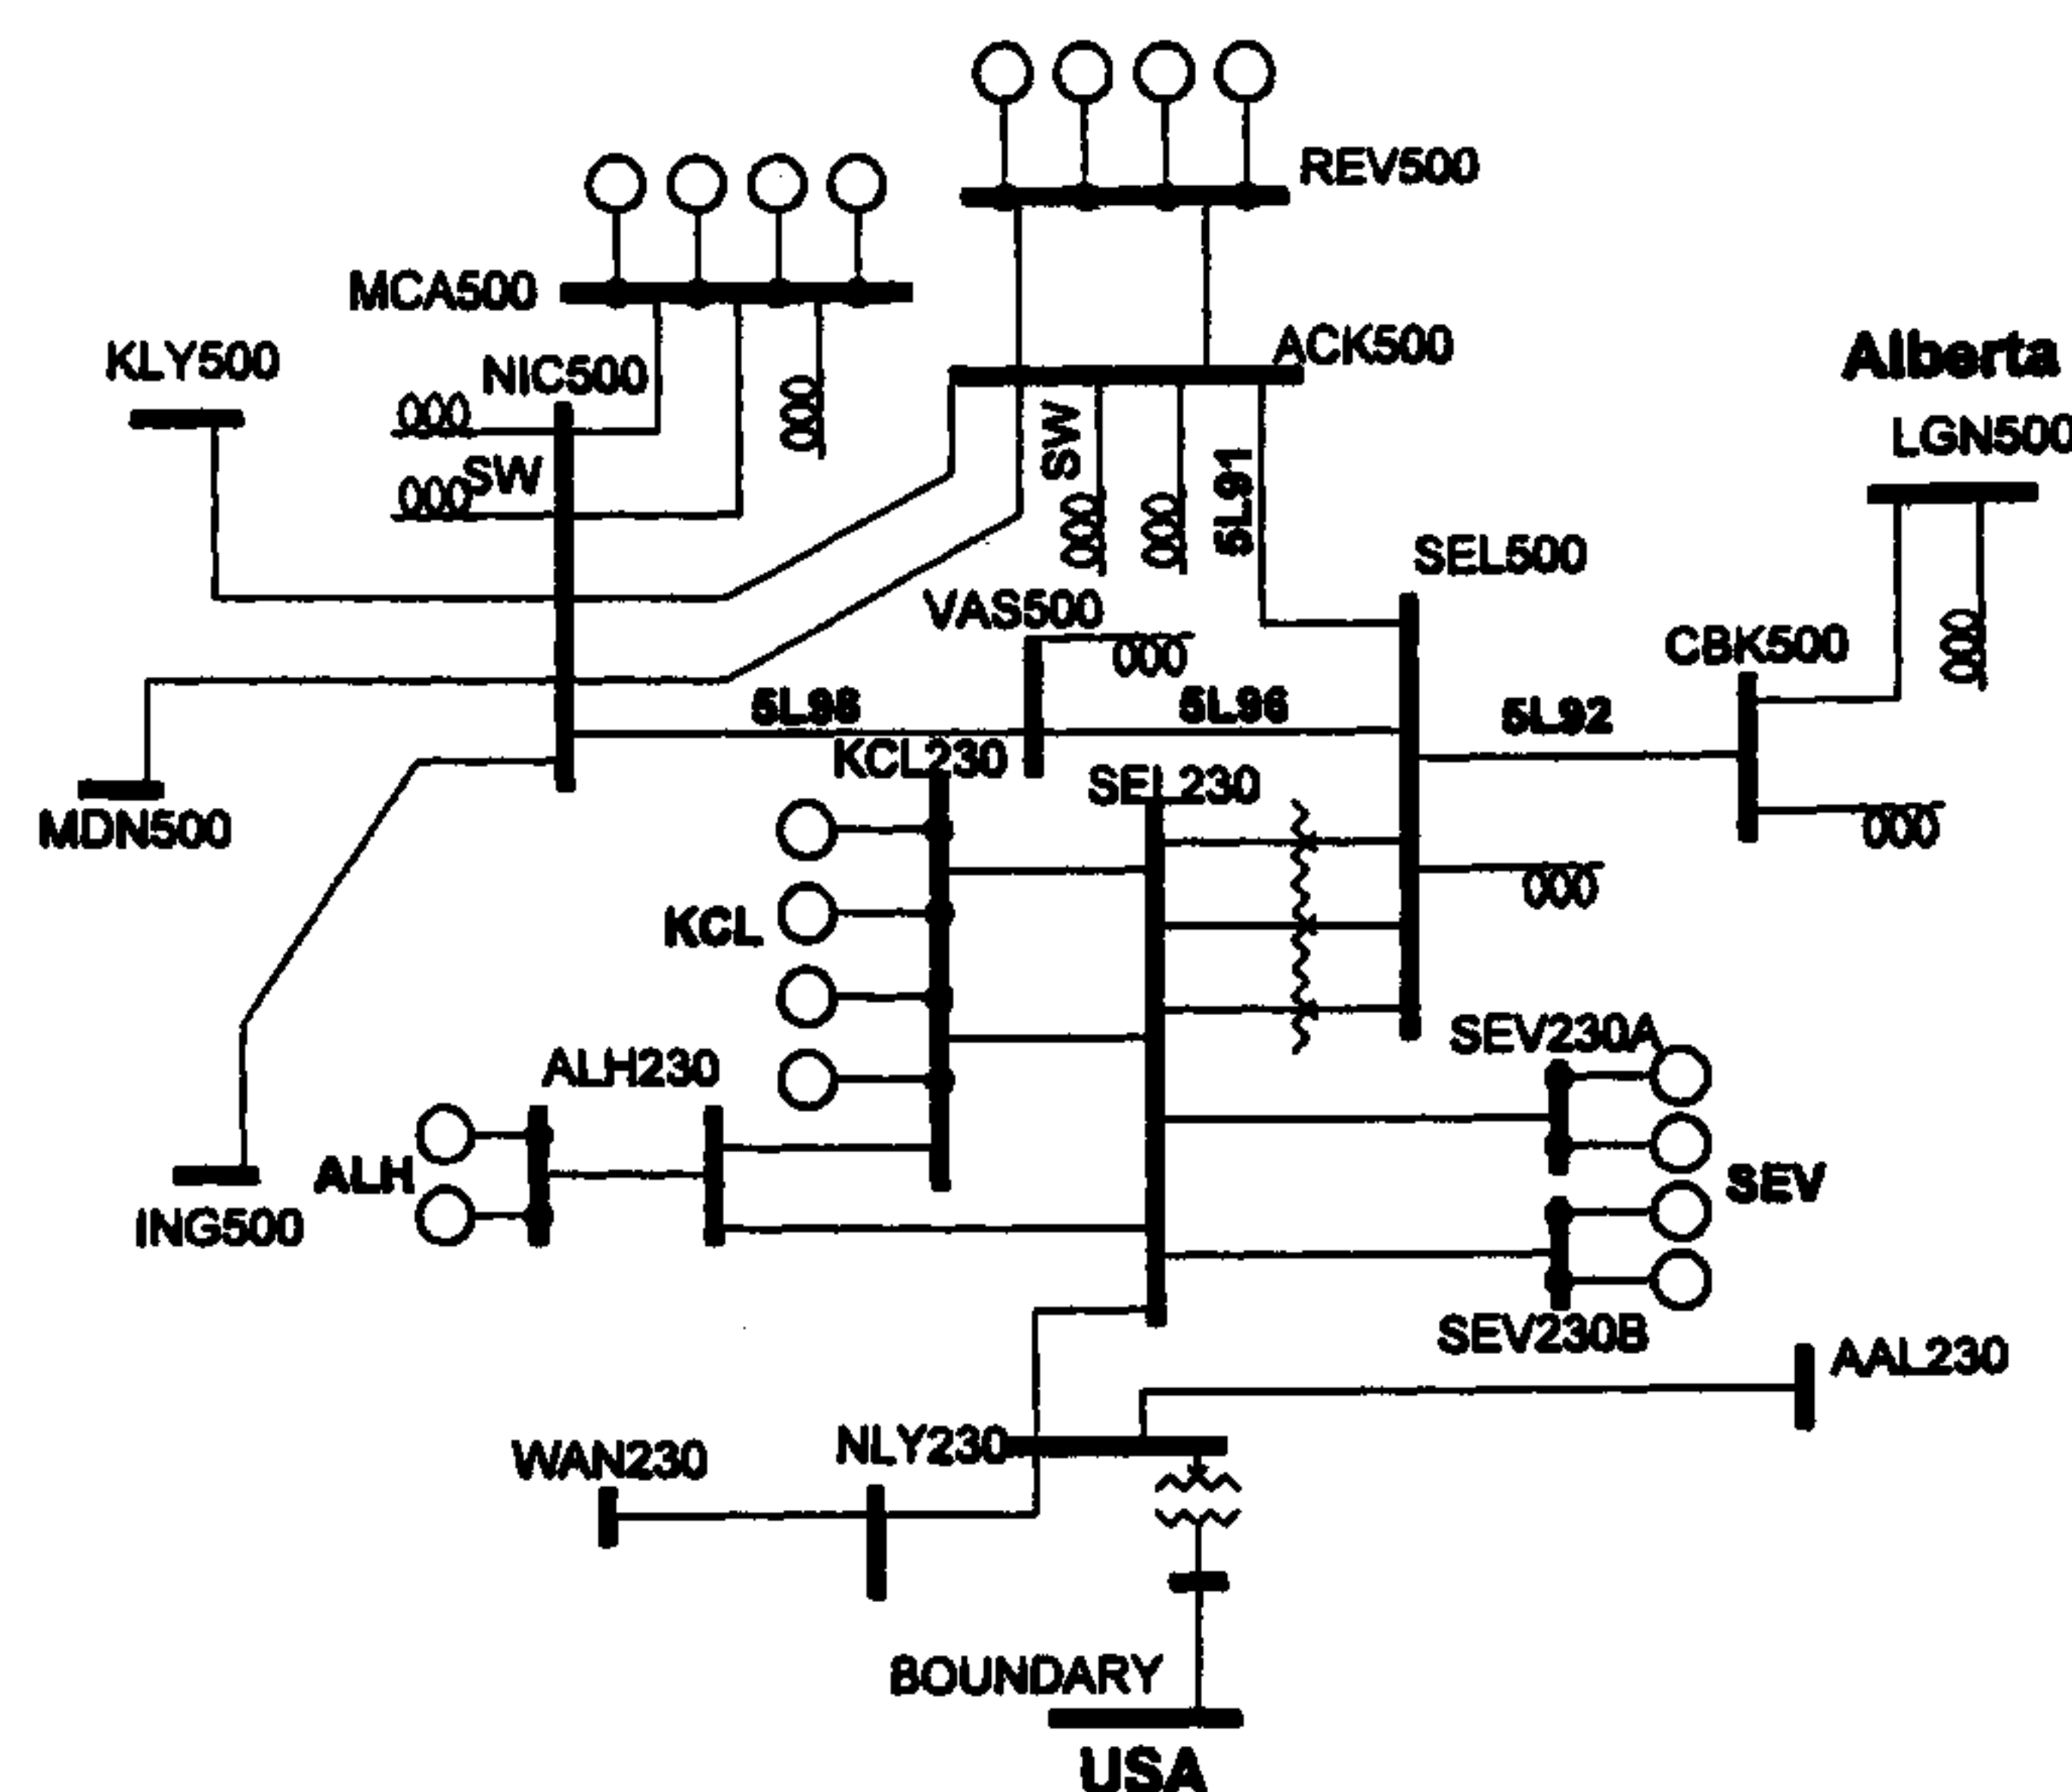 REV500
MCA500
KLY500
NIC500
ACK500
Alberta
LGN500
SW
SW
5L91
SEL500
VAS500
CBK500
5L98
5L96
5L92
KCL230
SEL230
MDN500
KCL
SEV230A
ALH230
ALH
SEV
ING500
SEV230B
AAL230
WAN230
NLY230
BOUNDARY
USA